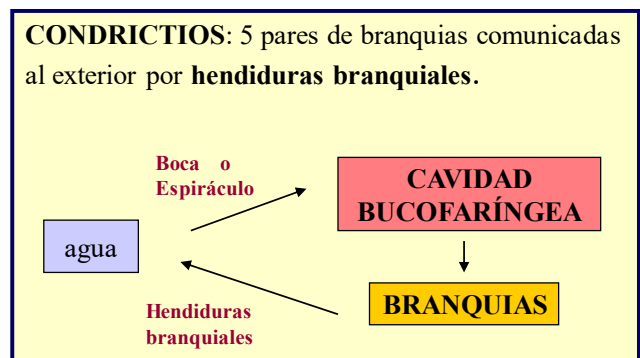 CONDRICTIOS: 5 pares de branquias comunicadas
al exterior por hendiduras branquiales.
Boca o
Espiráculo
CAVIDAD
BUCOFARÍNGEA
agua
BRANQUIAS
Hendiduras
branquiales